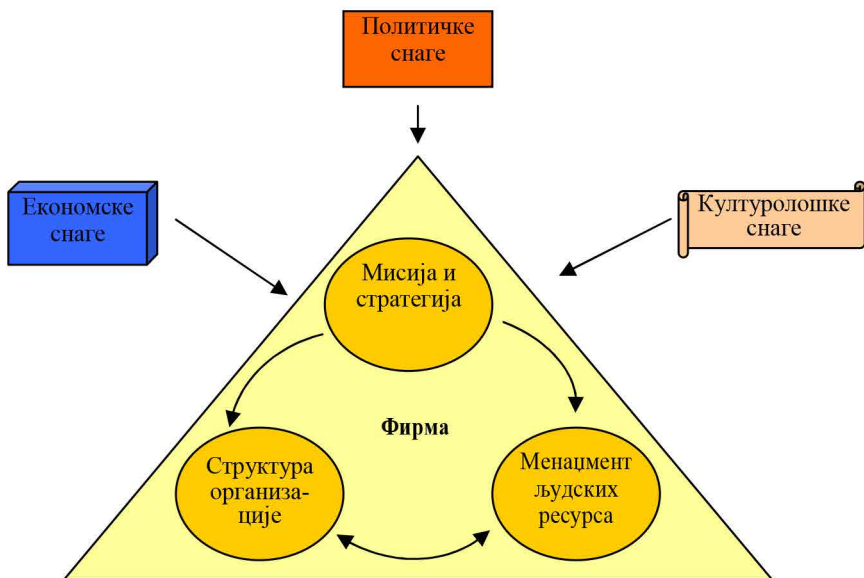 Политичке
снаге
Економске
снаге
Културолошке
снаге
Мисија и
стратегија
Фирма
Структура
организа-
ције
Менаџмент
људских
ресурса